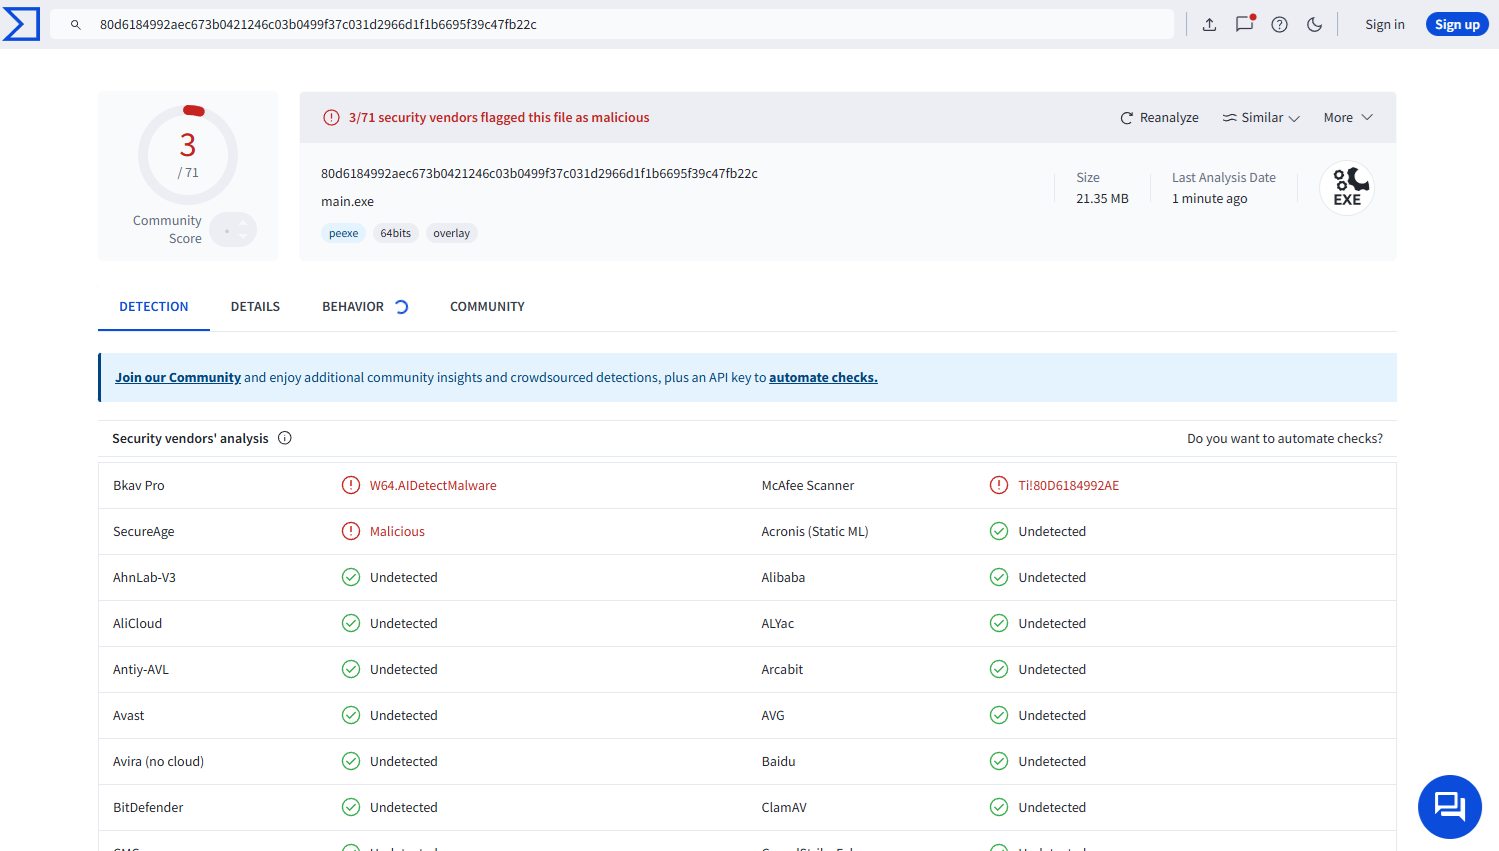 80d6184992aec673b0421246c03b0499f37c031d2966d1f1b6695f39c47fb22c
Sign in
Sign up
3
/ 71
Community
Score
3/71 security vendors flagged this file as malicious
Reanalyze
Similar
More
80d6184992aec673b0421246c03b0499f37c031d2966d1f1b6695f39c47fb22c
main.exe
peexe
64bits
overlay
Size
21.35 MB
Last Analysis Date
1 minute ago
EXE
DETECTION
DETAILS
BEHAVIOR
COMMUNITY
Join our Community and enjoy additional community insights and crowdsourced detections, plus an API key to automate checks.
Security vendors' analysis
Do you want to automate checks?
Bkav Pro
W64.AIDetectMalware
McAfee Scanner
Ti!80D6184992AE
SecureAge
Malicious
Acronis (Static ML)
Undetected
AhnLab-V3
Undetected
Alibaba
Undetected
AliCloud
Undetected
ALYac
Undetected
Antiy-AVL
Undetected
Arcabit
Undetected
Avast
Undetected
AVG
Undetected
Avira (no cloud)
Undetected
Baidu
Undetected
BitDefender
Undetected
ClamAV
Undetected